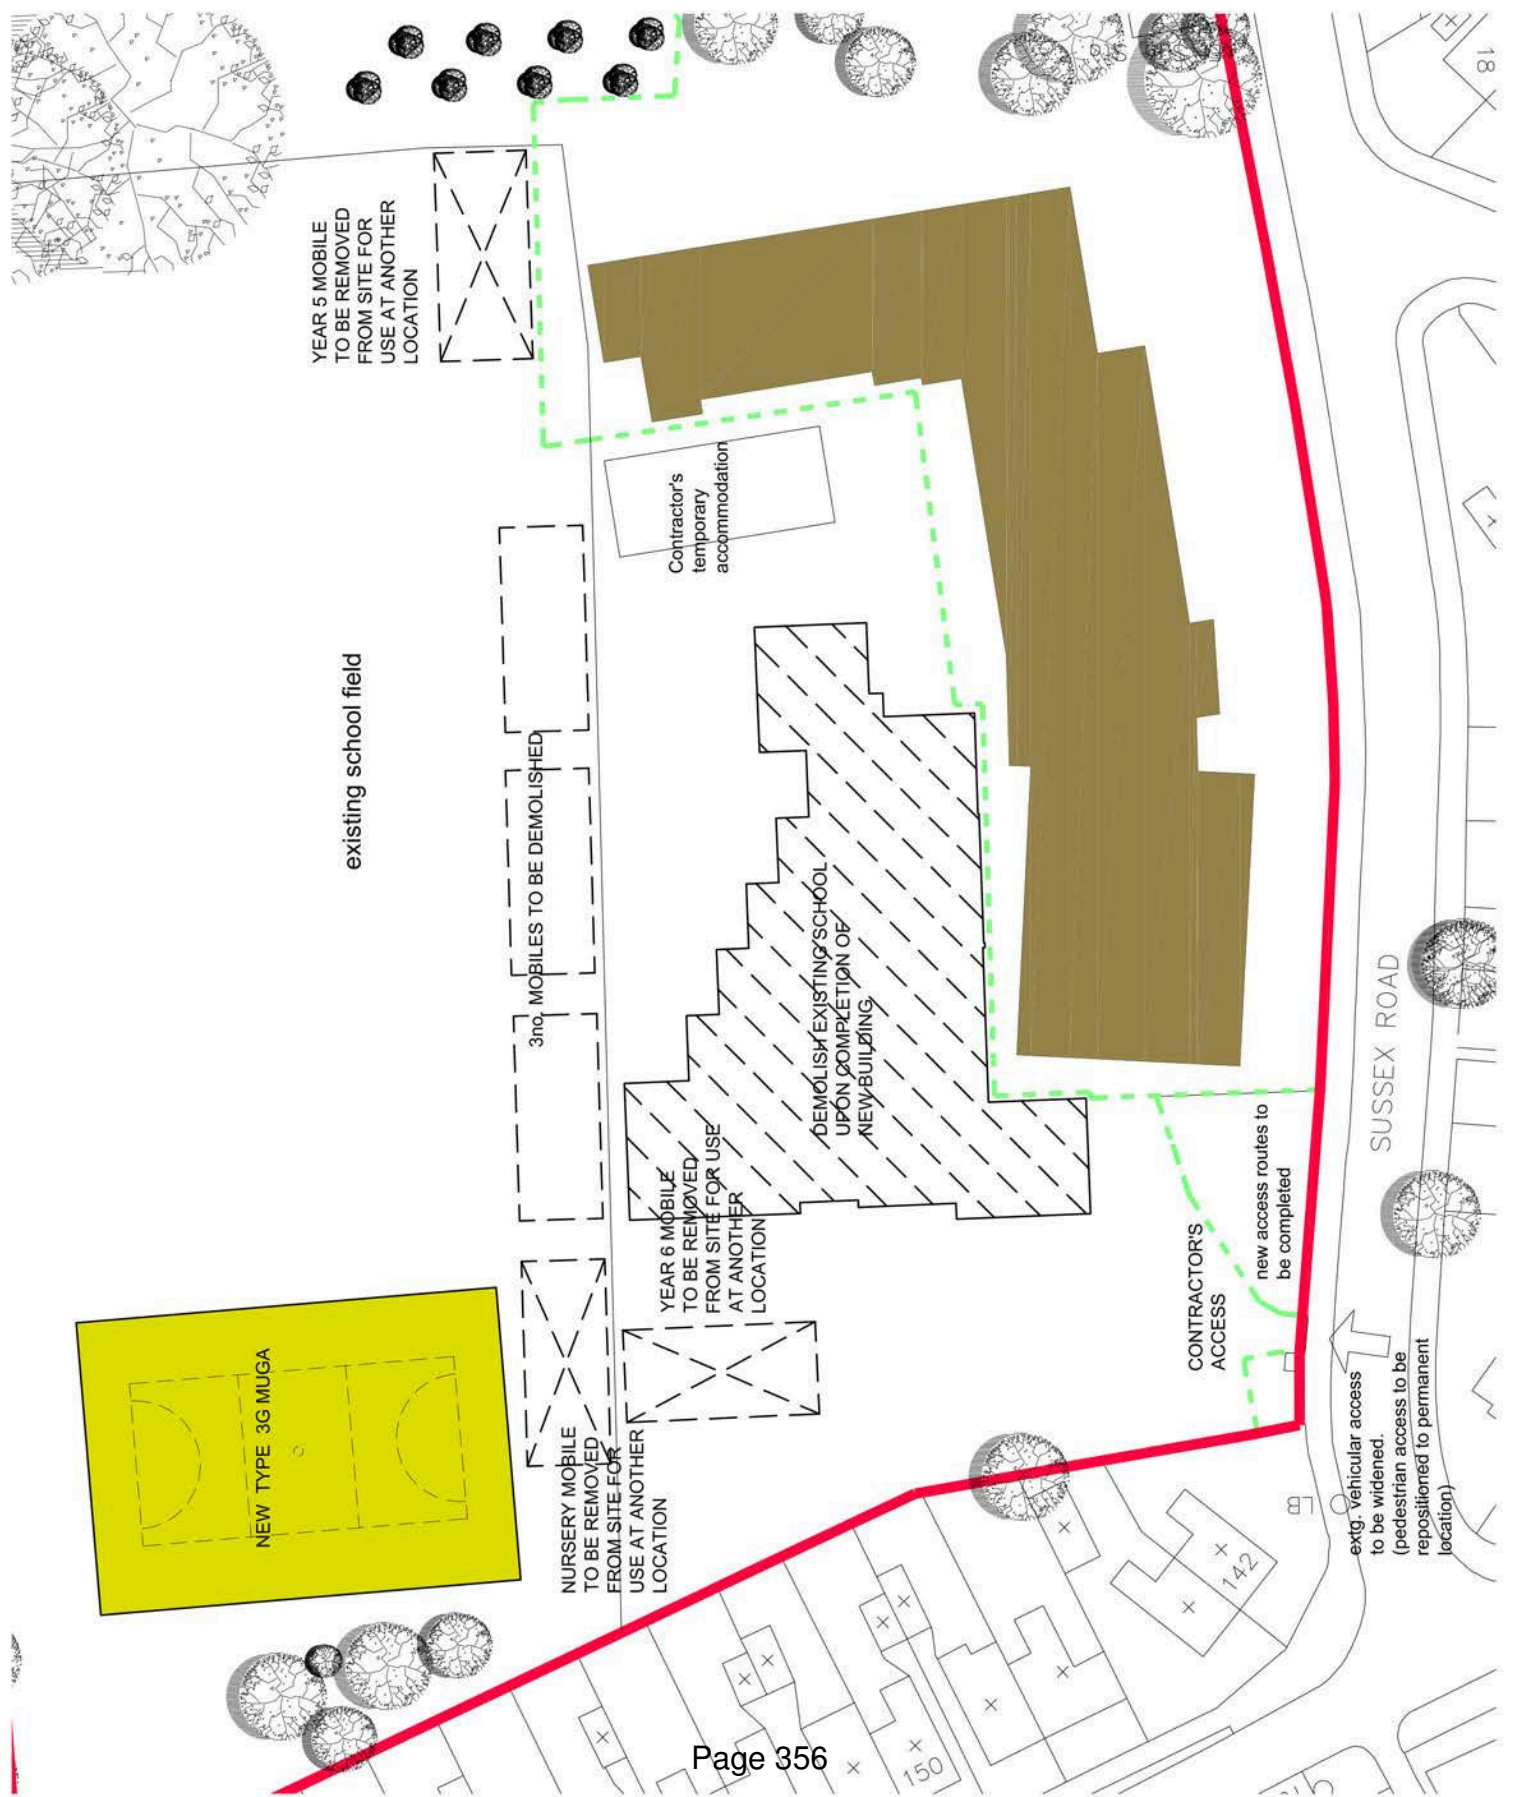 18
YEAR 5 MOBILE
TO BE REMOVED
FROM SITE FOR
USE AT ANOTHER
LOCATION
Contractor's
temporary
accommodation
existing school field
3no. MOBILES TO BE DEMOLISHED
DEMOLISH EXISTING SCHOOL
UPON COMPLETION OF
NEW BUILDING
YEAR 6 MOBILE
TO BE REMOVED
FROM SITE FOR USE
AT ANOTHER
LOCATION
SUSSEX ROAD
new access routes to
be completed
CONTRACTOR'S
ACCESS
NEW TYPE 3G MUGA
NURSERY MOBILE
TO BE REMOVED
FROM SITE FOR
USE AT ANOTHER
LOCATION
extg. vehicular access
to be widened.
(pedestrian access to be
repositioned to permanent
location)
LB
142
150
Page 356